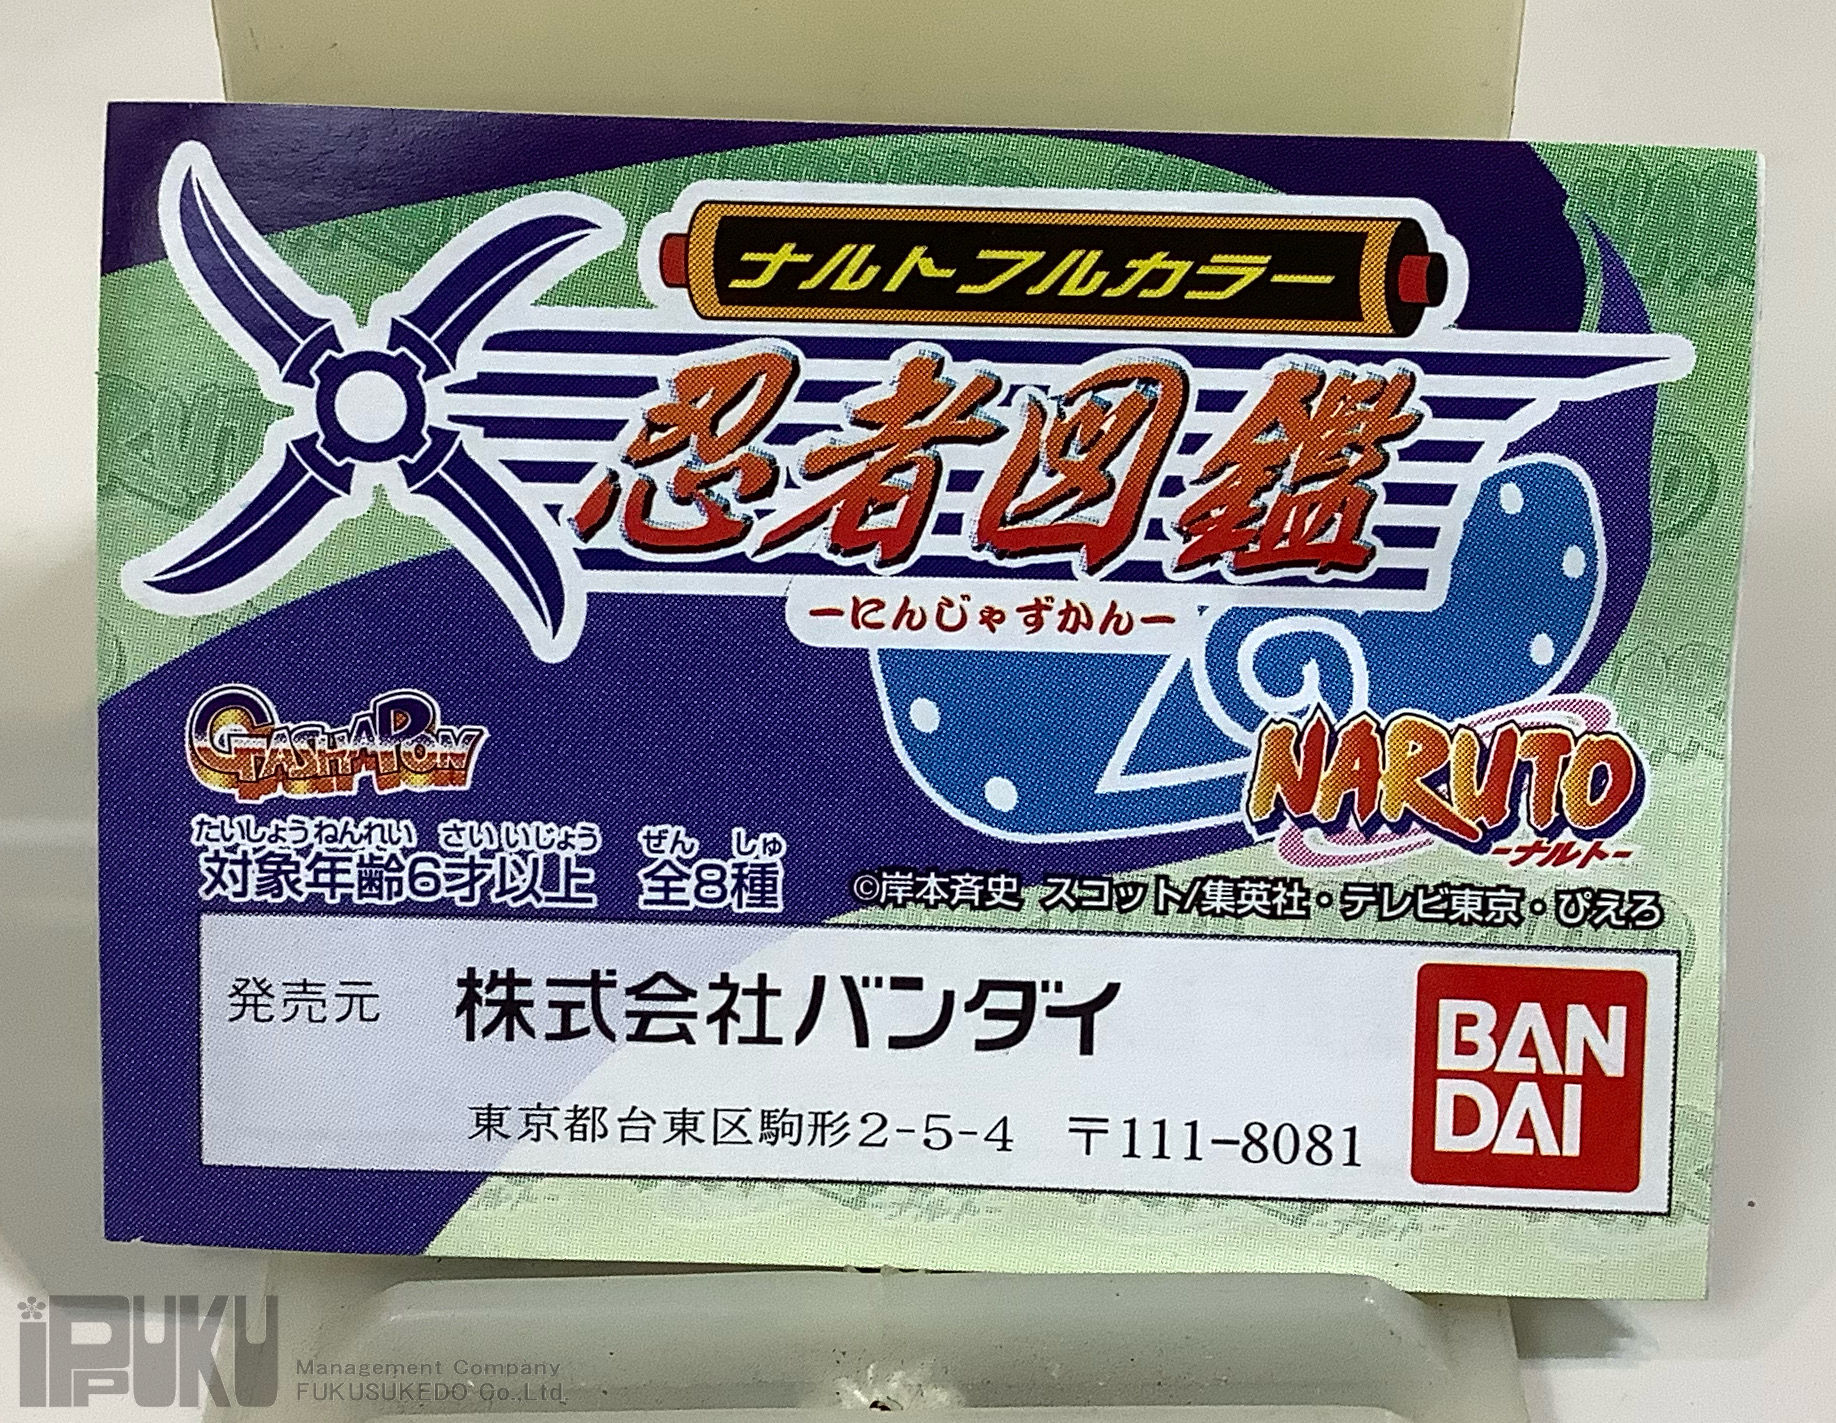 ナルトフルカラー
忍者図鑑
ーにんじゃずかんー
GASHAPON
NARUTO
-ナルト-
たいしょうねんれい さい いじょう ぜん しゅ
対象年齢6才以上 全8種
©岸本斉史 スコット/集英社・テレビ東京・ぴえろ
発売元 株式会社バンダイ
東京都台東区駒形2-5-4 〒111-8081
BAN
DAI
iPPUKU
Management Company
FUKUSUKEDO Co.,Ltd.